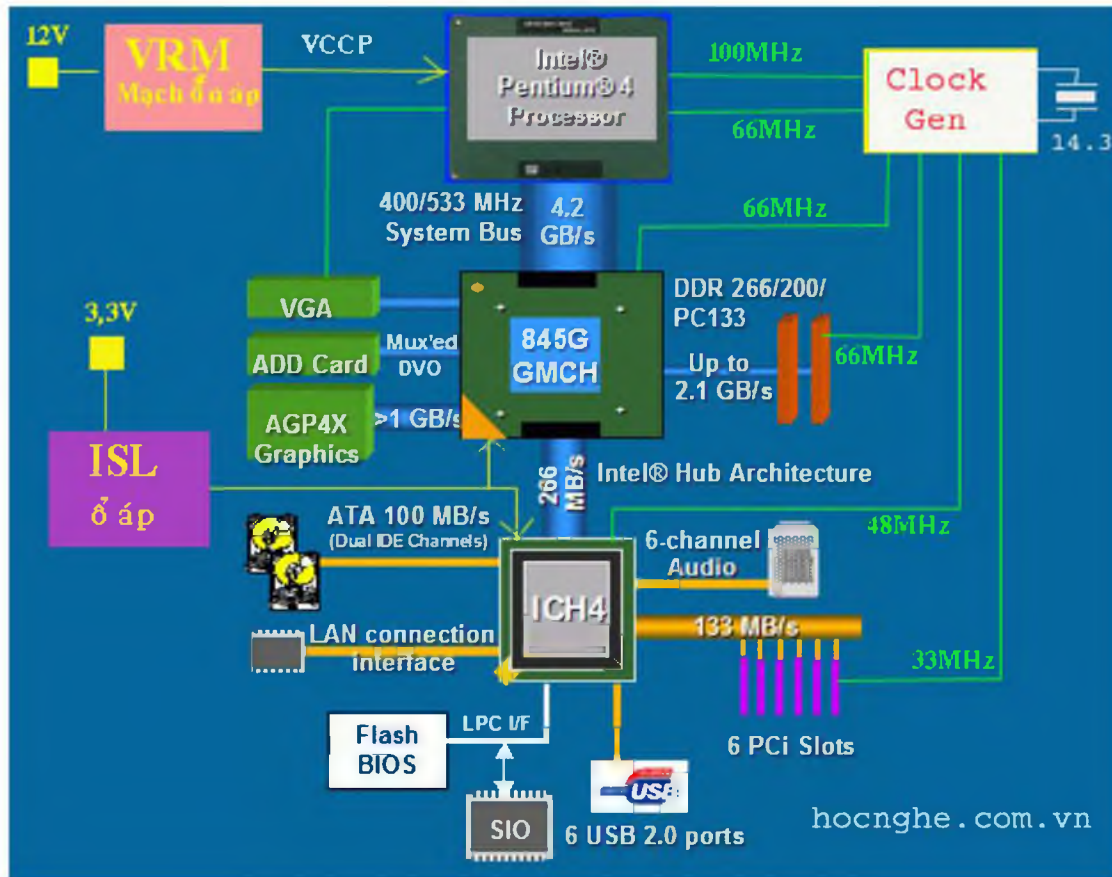 12V
VRM
Mạch ổn áp
VCCP
Intel®
Pentium® 4
Processor
100MHz
66MHz
Clock
Gen
14.3
400/533 MHz
System Bus
4.2
GB/s
66MHz
3,3V
VGA
ADD Card
Mux'ed
DVO
AGP4X
Graphics
>1 GB/s
845G
GMCH
DDR 266/200/
PC133
Up to
2.1 GB/s
66MHz
ISL
ổ áp
266
MB/s
Intel® Hub Architecture
ATA 100 MB/s
(Dual IDE Channels)
6-channel
Audio
48MHz
ICH4
133 MB/s
LAN connection
interface
33MHz
6 PCi Slots
Flash
BIOS
LPC I/F
SIO
USB
6 USB 2.0 ports
hocnghe.com.vn